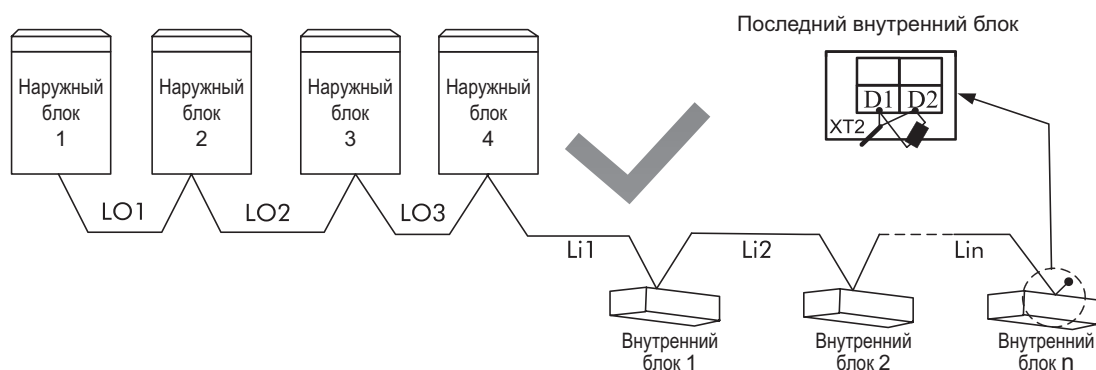 Последний внутренний блок
Наружный
блок
1
Наружный
блок
2
Наружный
блок
3
Наружный
блок
4
D1 D2
XT2
LO1
LO2
LO3
Li1
Li2
Lin
Внутренний
блок 1
Внутренний
блок 2
Внутренний
блок n